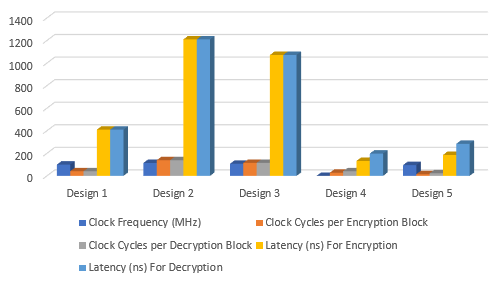 1400
1200
1000
800
600
400
200
0
Design 1 Design 2 Design 3 Design 4 Design 5
Clock Frequency (MHz) Clock Cycles per Encryption Block
Clock Cycles per Decryption Block Latency (ns) For Encryption
Latency (ns) For Decryption